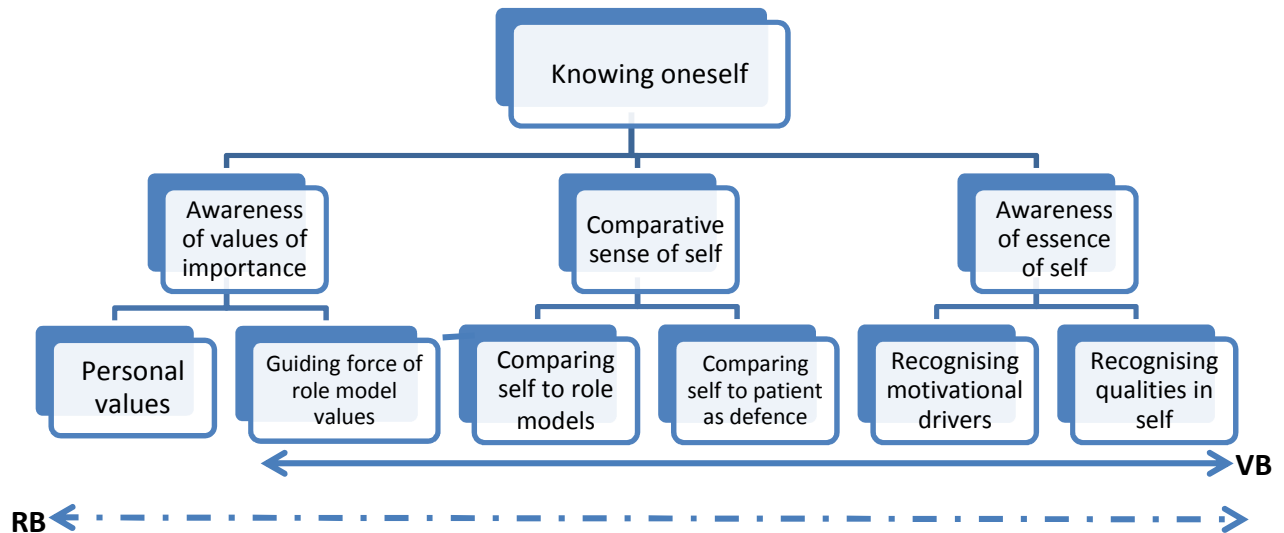 Knowing oneself
Awareness
of values of
importance
Comparative
sense of self
Awareness
of essence
of self
Personal
values
Guiding force of
role model
values
Comparing
self to role
models
Comparing
self to patient
as defence
Recognising
motivational
drivers
Recognising
qualities in
self
VB
RB